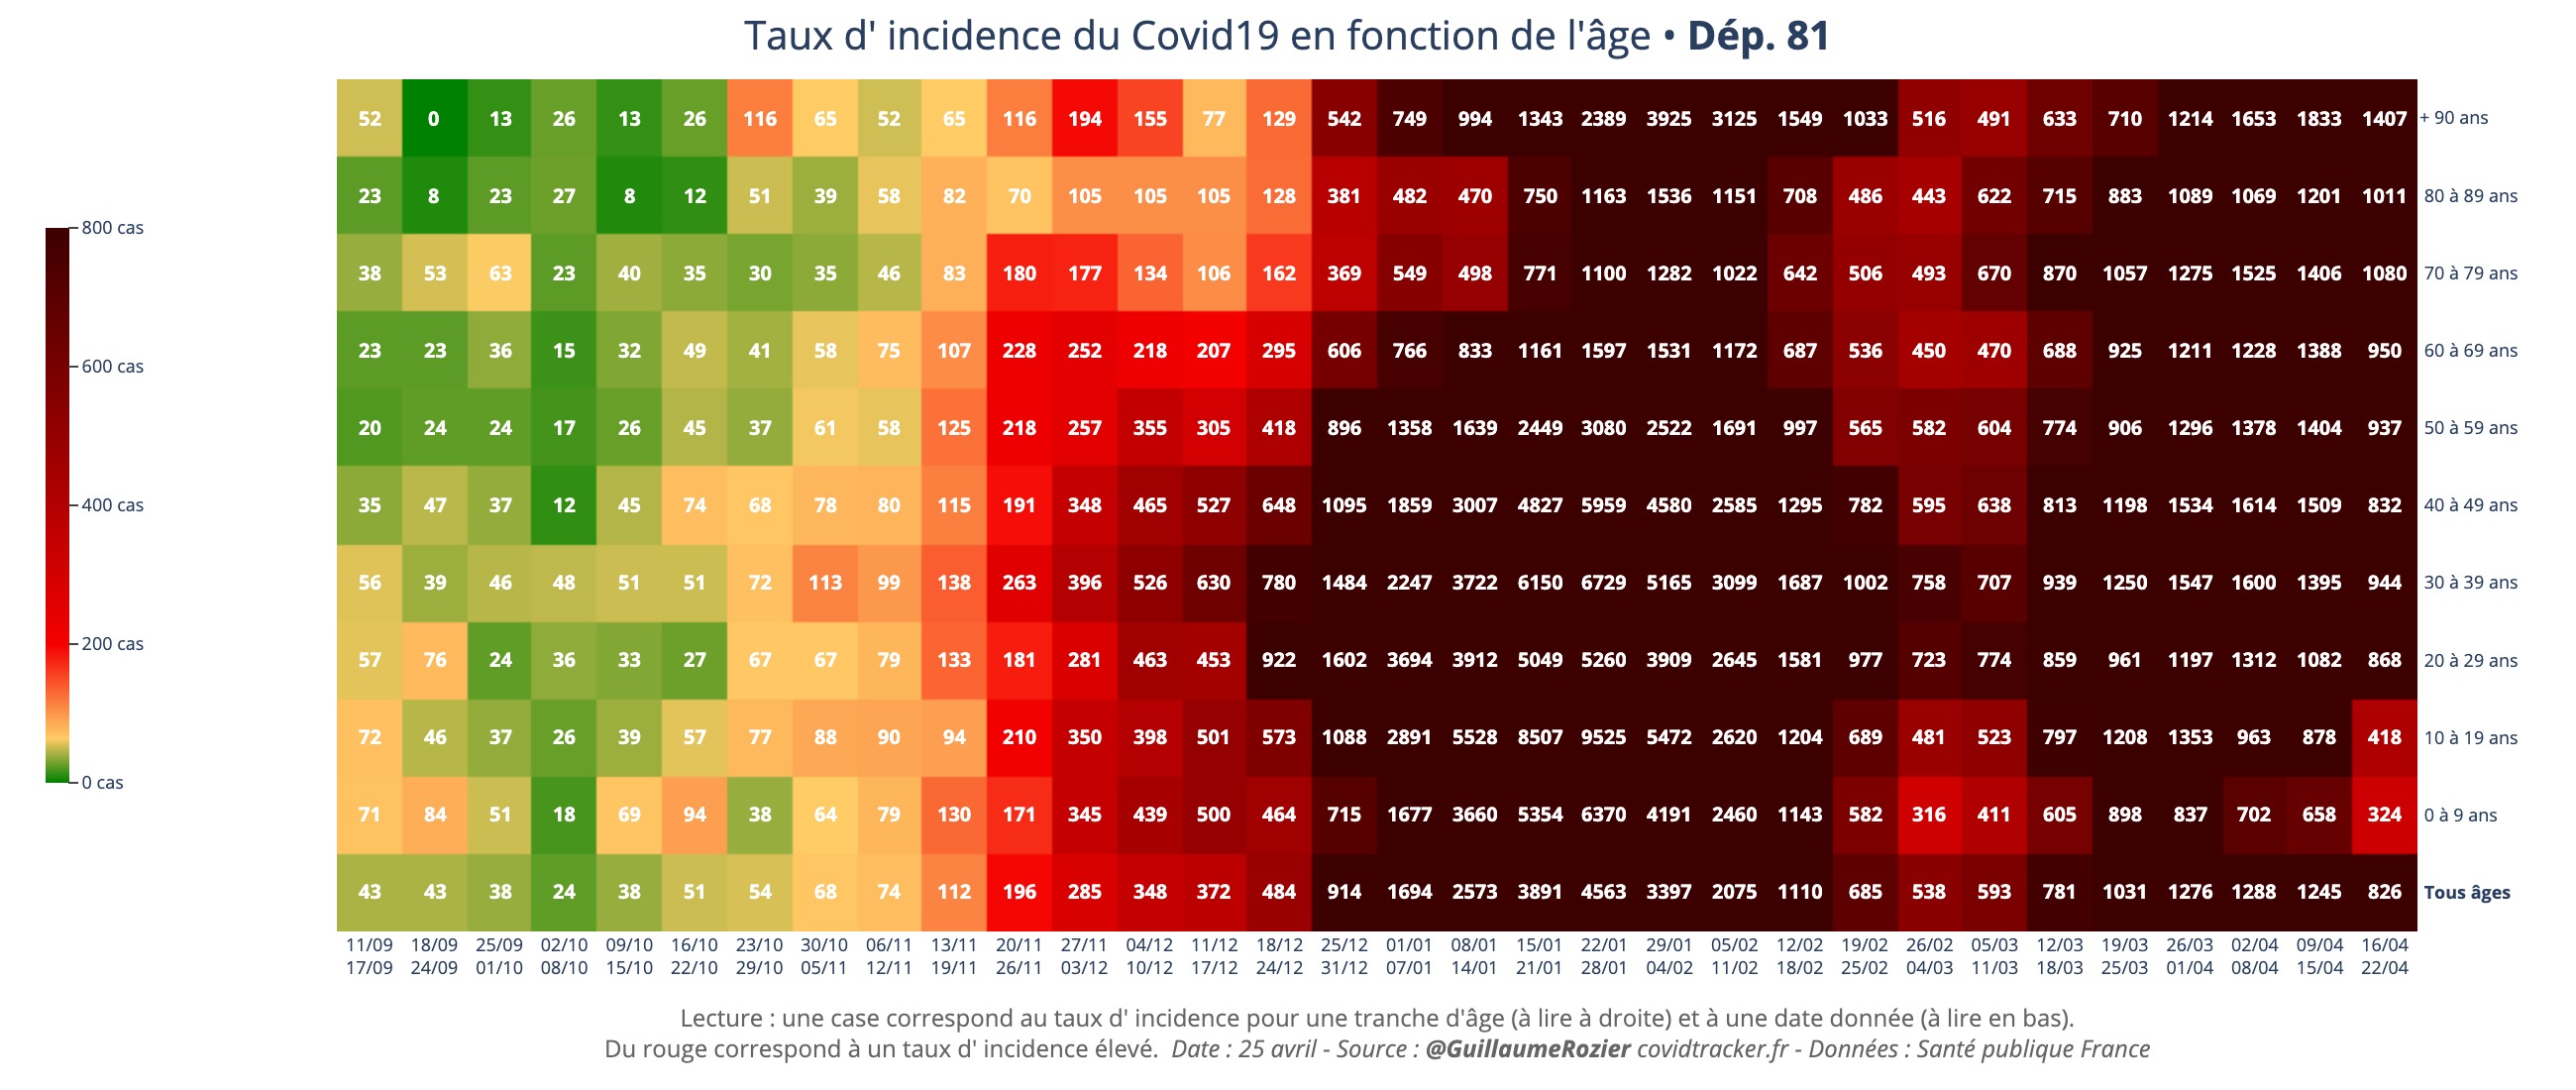 Taux d' incidence du Covid19 en fonction de l'âge • Dép. 81
800 cas
600 cas
400 cas
200 cas
0 cas
52 0 13 26 13 26 116 65 52 65 116 194 155 77 129 542 749 994 1343 2389 3925 3125 1549 1033 516 491 633 710 1214 1653 1833 1407 + 90 ans
23 8 23 27 8 12 51 39 58 82 70 105 105 105 128 381 482 470 750 1163 1536 1151 708 486 443 622 715 883 1089 1069 1201 1011 80 à 89 ans
38 53 63 23 40 35 30 35 46 83 180 177 134 106 162 369 549 498 771 1100 1282 1022 642 506 493 670 870 1057 1275 1525 1406 1080 70 à 79 ans
23 23 36 15 32 49 41 58 75 107 228 252 218 207 295 606 766 833 1161 1597 1531 1172 687 536 450 470 688 925 1211 1228 1388 950 60 à 69 ans
20 24 24 17 26 45 37 61 58 125 218 257 355 305 418 896 1358 1639 2449 3080 2522 1691 997 565 582 604 774 906 1296 1378 1404 937 50 à 59 ans
35 47 37 12 45 74 68 78 80 115 191 348 465 527 648 1095 1859 3007 4827 5959 4580 2585 1295 782 595 638 813 1198 1534 1614 1509 832 40 à 49 ans
56 39 46 48 51 51 72 113 99 138 263 396 526 630 780 1484 2247 3722 6150 6729 5165 3099 1687 1002 758 707 939 1250 1547 1600 1395 944 30 à 39 ans
57 76 24 36 33 27 67 67 79 133 181 281 463 453 922 1602 3694 3912 5049 5260 3909 2645 1581 977 723 774 859 961 1197 1312 1082 868 20 à 29 ans
72 46 37 26 39 57 77 88 90 94 210 350 398 501 573 1088 2891 5528 8507 9525 5472 2620 1204 689 481 523 797 1208 1353 963 878 418 10 à 19 ans
71 84 51 18 69 94 38 64 79 130 171 345 439 500 464 715 1677 3660 5354 6370 4191 2460 1143 582 316 411 605 898 837 702 658 324 0 à 9 ans
43 43 38 24 38 51 54 68 74 112 196 285 348 372 484 914 1694 2573 3891 4563 3397 2075 1110 685 538 593 781 1031 1276 1288 1245 826 Tous âges
11/09 18/09 25/09 02/10 09/10 16/10 23/10 30/10 06/11 13/11 20/11 27/11 04/12 11/12 18/12 25/12 01/01 08/01 15/01 22/01 29/01 05/02 12/02 19/02 26/02 05/03 12/03 19/03 26/03 02/04 09/04 16/04
17/09 24/09 01/10 08/10 15/10 22/10 29/10 05/11 12/11 19/11 26/11 03/12 10/12 17/12 24/12 31/12 07/01 14/01 21/01 28/01 04/02 11/02 18/02 25/02 04/03 11/03 18/03 25/03 01/04 08/04 15/04 22/04
Lecture : une case correspond au taux d' incidence pour une tranche d'âge (à lire à droite) et à une date donnée (à lire en bas).
Du rouge correspond à un taux d' incidence élevé. Date : 25 avril - Source : @GuillaumeRozier covidtracker.fr - Données : Santé publique France